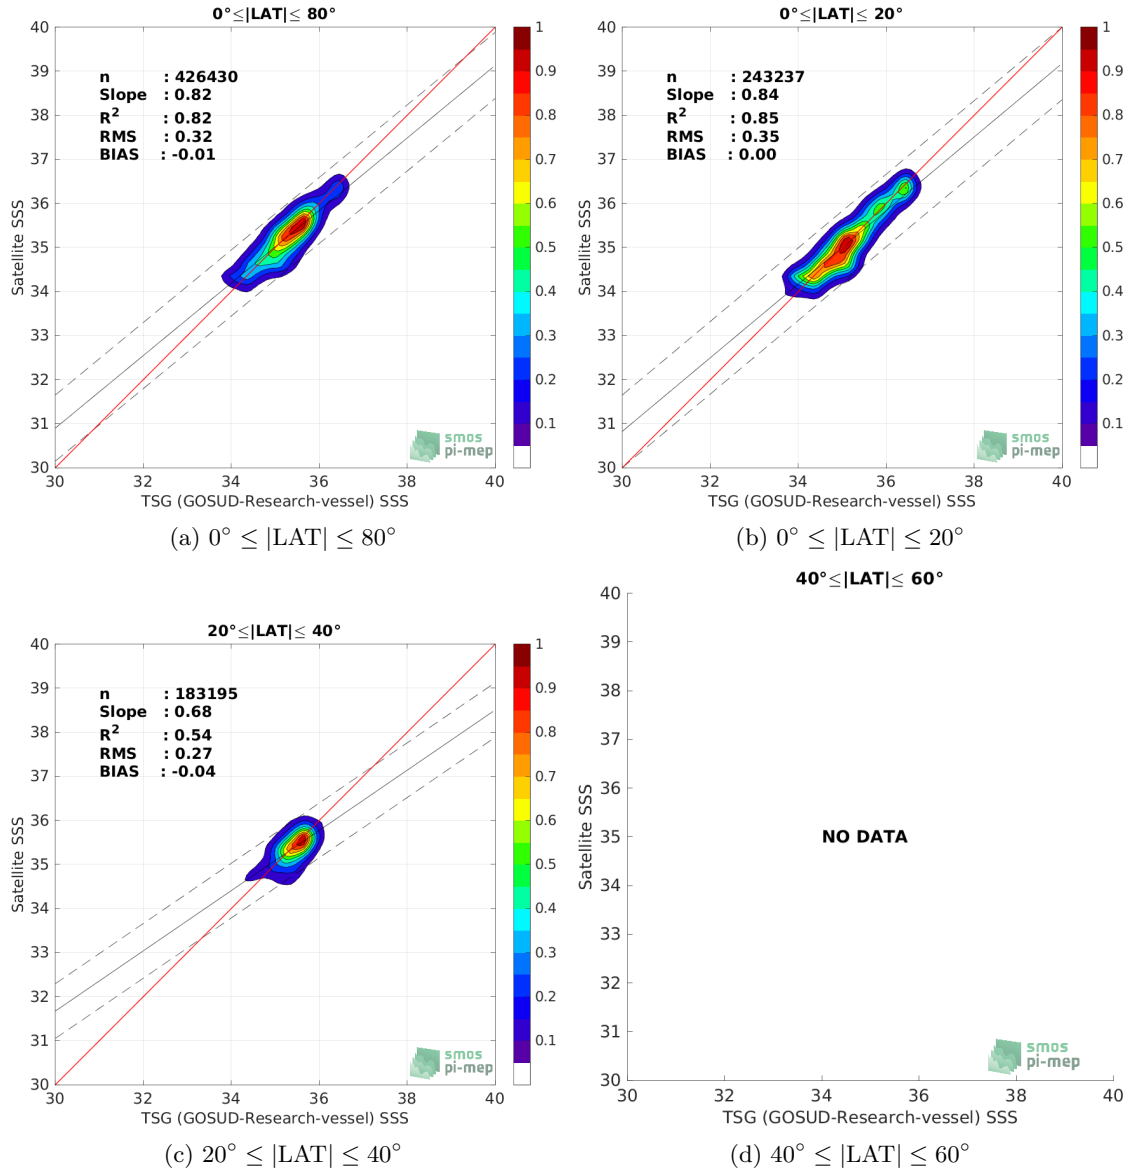 0°≤|LAT|≤ 80°
40
39
38
37
36
35
34
33
32
31
30
Satellite SSS
n : 426430
Slope : 0.82
R² : 0.82
RMS : 0.32
BIAS : -0.01
smos
pi-mep
30 32 34 36 38 40
TSG (GOSUD-Research-vessel) SSS
1
0.9
0.8
0.7
0.6
0.5
0.4
0.3
0.2
0.1
(a) 0° ≤ |LAT| ≤ 80°
0°≤|LAT|≤ 20°
40
39
38
37
36
35
34
33
32
31
30
Satellite SSS
n : 243237
Slope : 0.84
R² : 0.85
RMS : 0.35
BIAS : 0.00
smos
pi-mep
30 32 34 36 38 40
TSG (GOSUD-Research-vessel) SSS
1
0.9
0.8
0.7
0.6
0.5
0.4
0.3
0.2
0.1
(b) 0° ≤ |LAT| ≤ 20°
20°≤|LAT|≤ 40°
40
39
38
37
36
35
34
33
32
31
30
Satellite SSS
n : 183195
Slope : 0.68
R² : 0.54
RMS : 0.27
BIAS : -0.04
smos
pi-mep
30 32 34 36 38 40
TSG (GOSUD-Research-vessel) SSS
1
0.9
0.8
0.7
0.6
0.5
0.4
0.3
0.2
0.1
(c) 20° ≤ |LAT| ≤ 40°
40°≤|LAT|≤ 60°
40
39
38
37
36
35
34
33
32
31
30
Satellite SSS
NO DATA
smos
pi-mep
30 32 34 36 38 40
TSG (GOSUD-Research-vessel) SSS
(d) 40° ≤ |LAT| ≤ 60°